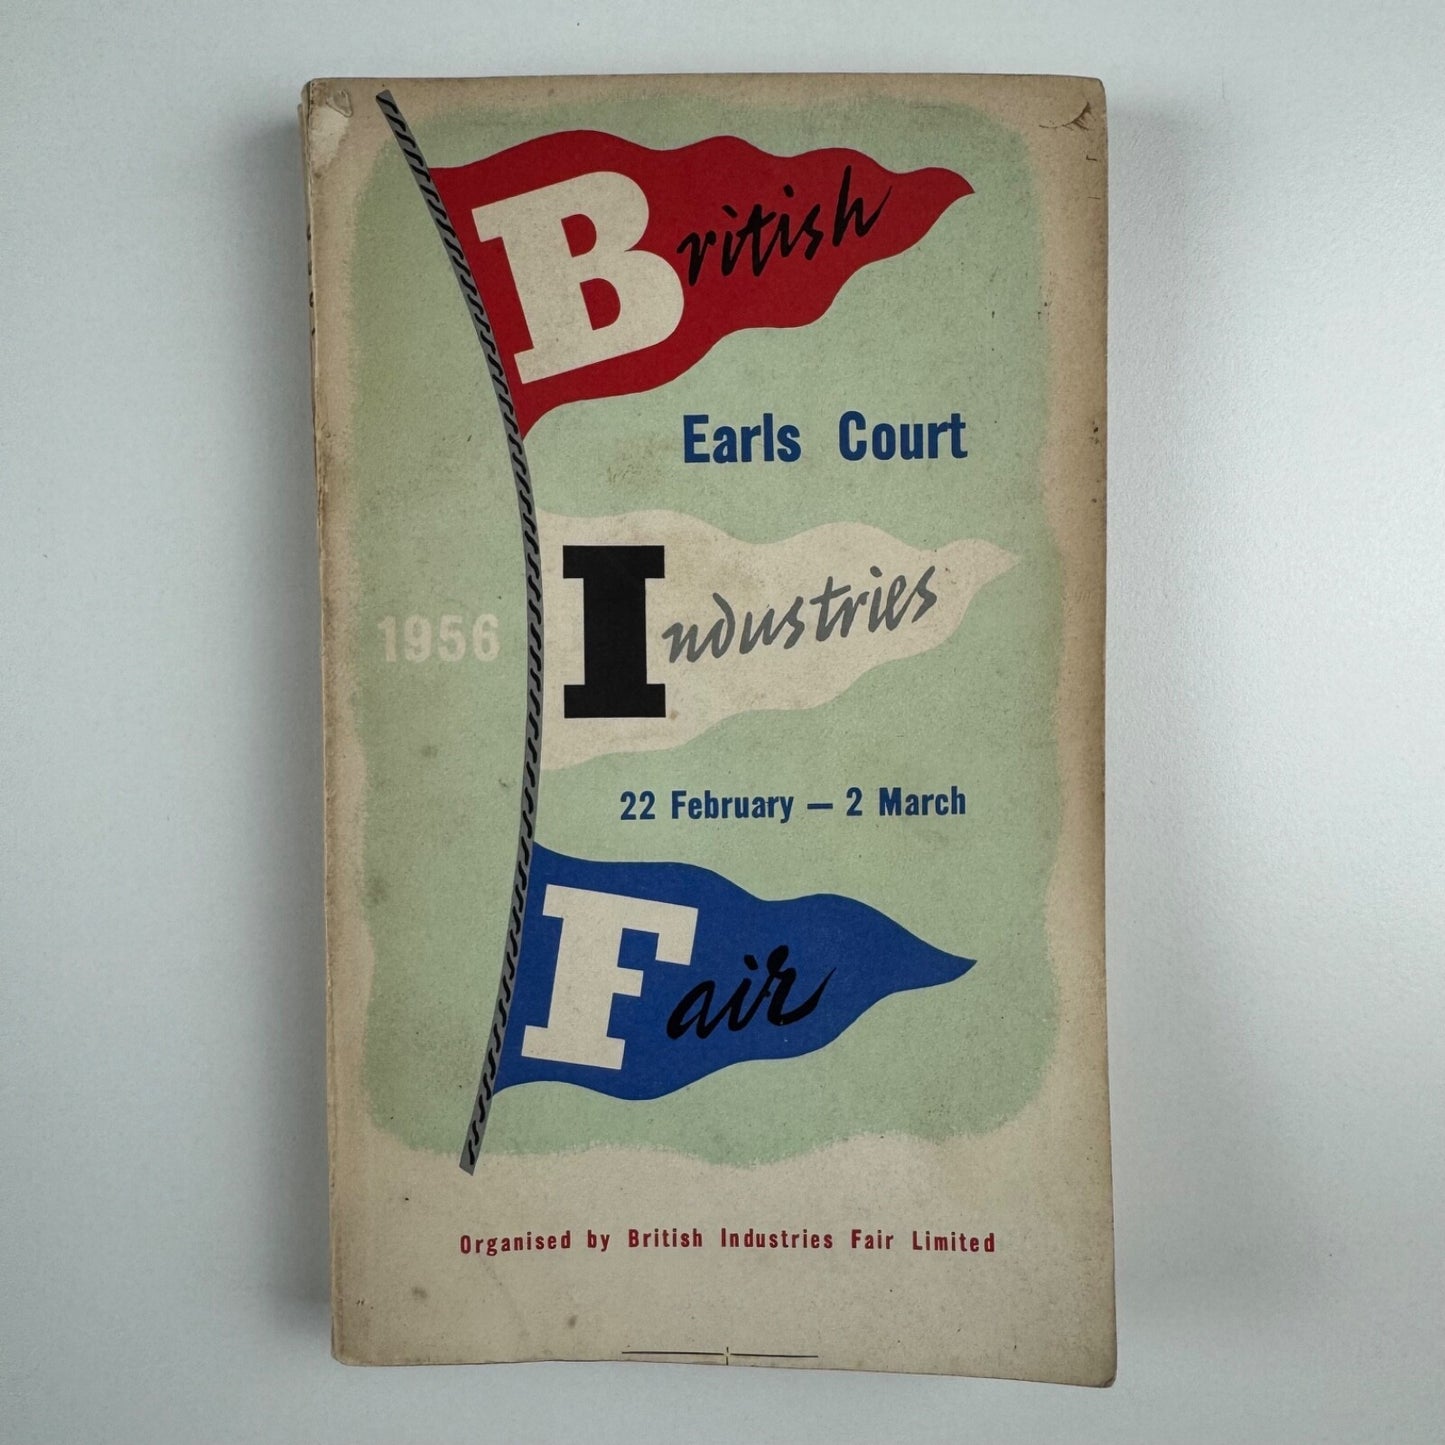 British
Earls Court
Industries
1956
22 February — 2 March
Fair
Organised by British Industries Fair Limited